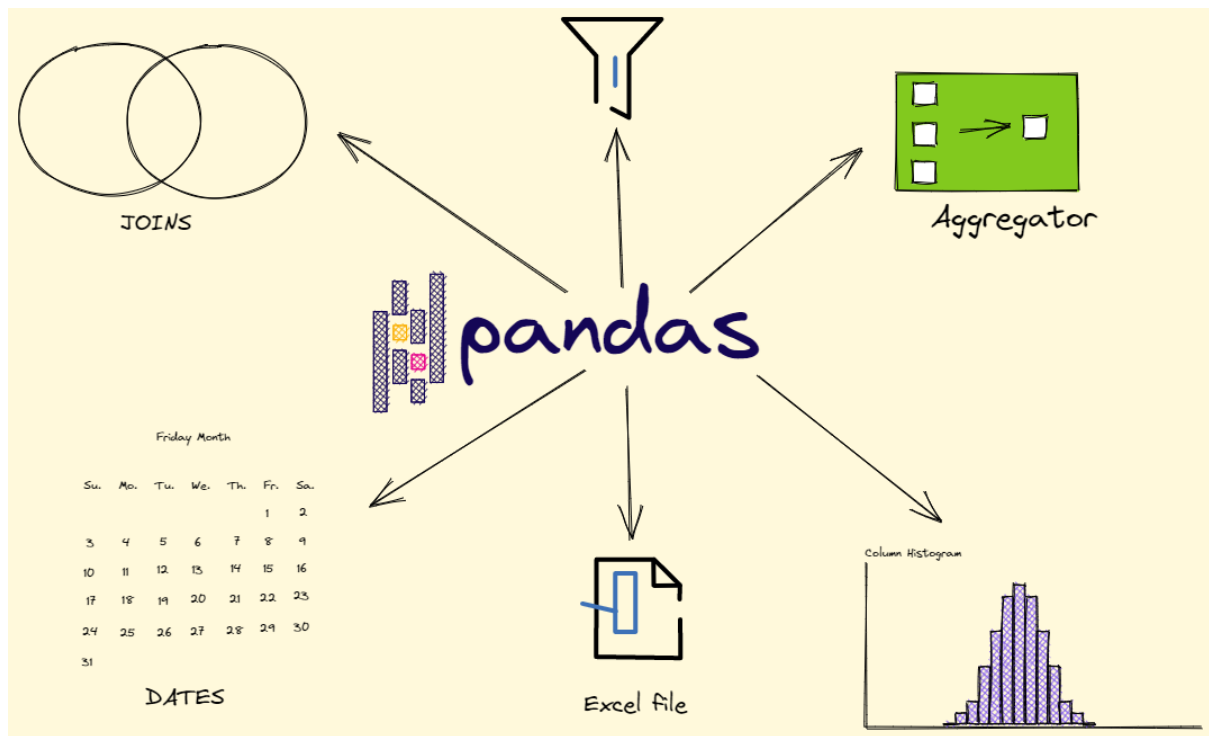 JOINS
Aggregator
pandas
Friday Month
Su. Mo. Tu. We. Th. Fr. Sa.
1 2
3 4 5 6 7 8 9
10 11 12 13 14 15 16
17 18 19 20 21 22 23
24 25 26 27 28 29 30
31
DATES
Excel file
Column Histogram